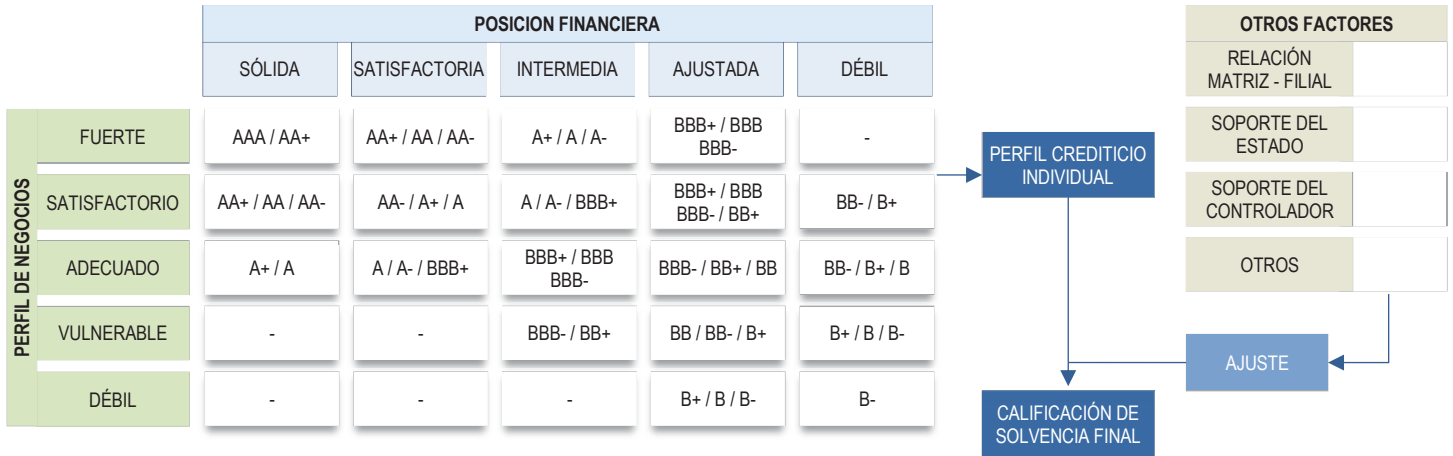 POSICION FINANCIERA
SÓLIDA
SATISFACTORIA
INTERMEDIA
AJUSTADA
DÉBIL
PERFIL DE NEGOCIOS
FUERTE
AAA / AA+
AA+ / AA / AA-
A+ / A / A-
BBB+ / BBB
BBB-
-
SATISFACTORIO
AA+ / AA / AA-
AA- / A+ / A
A / A- / BBB+
BBB+ / BBB
BBB- / BB+
BB- / B+
ADECUADO
A+ / A
A / A- / BBB+
BBB+ / BBB
BBB-
BBB- / BB+ / BB
BB- / B+ / B
VULNERABLE
-
-
BBB- / BB+
BB / BB- / B+
B+ / B / B-
DÉBIL
-
-
-
B+ / B / B-
B-
PERFIL CREDITICIO
INDIVIDUAL
OTROS FACTORES
RELACIÓN
MATRIZ - FILIAL
SOPORTE DEL
ESTADO
SOPORTE DEL
CONTROLADOR
OTROS
AJUSTE
CALIFICACIÓN DE
SOLVENCIA FINAL